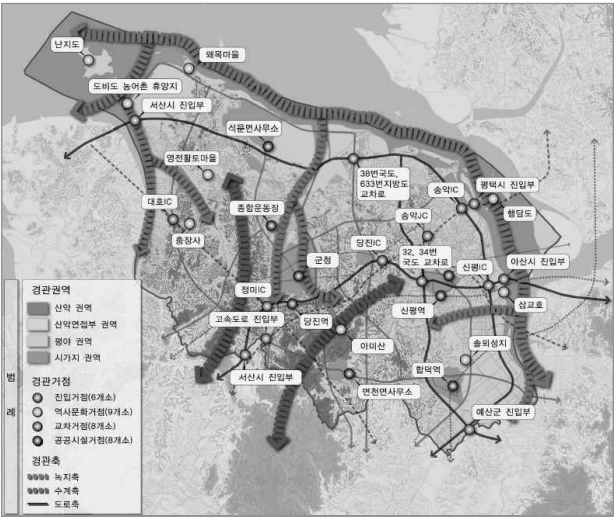 난지도
왜목마을
도비도 농어촌 휴양지
서산시 진입부
석문면사무소
영전황토마을
38번국도,
633번지방도
교차로
송악IC
평택시 진입부
대호IC
종합운동장
송악JC
행담도
충장사
당진IC
32, 34번
국도 교차로
군청
신평IC
아산시 진입부
정미IC
삽교호
고속도로 진입부
당진역
신평역
아미산
솔뫼성지
서산시 진입부
합덕역
면천면사무소
예산군 진입부
범
례
경관권역
산악 권역
산악연접부 권역
평야 권역
시가지 권역
경관거점
진입거점(6개소)
역사문화거점(9개소)
교차거점(8개소)
공공시설거점(8개소)
경관축
녹지축
수계축
도로축